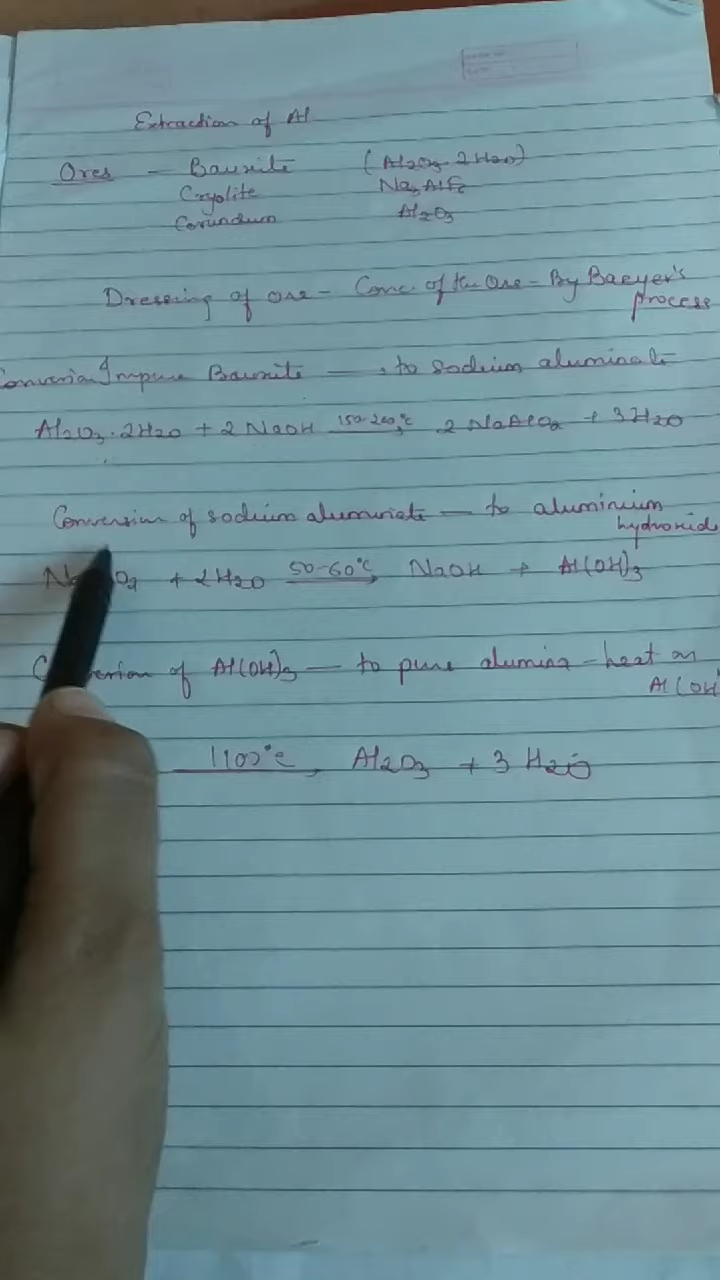 Extraction of Al
Ores - Bauxite (Al2O3.2H2O)
Cryolite Na3AlF6
Corundum Al2O3
Dressing of ore - Conc. of the Ore - By Baeyer's process
Impure Bauxite - to sodium aluminate
Al2O3.2H2O + 2 NaOH 150-200°C 2 NaAlO2 + 3H2O
Conversion of sodium aluminate - to aluminium
hydroxide
+ 2H2O 50-60°C NaOH + Al(OH)3
of Al(OH)3 - to pure alumina - heat on
Al(OH
1100°C Al2O3 + 3 H2O